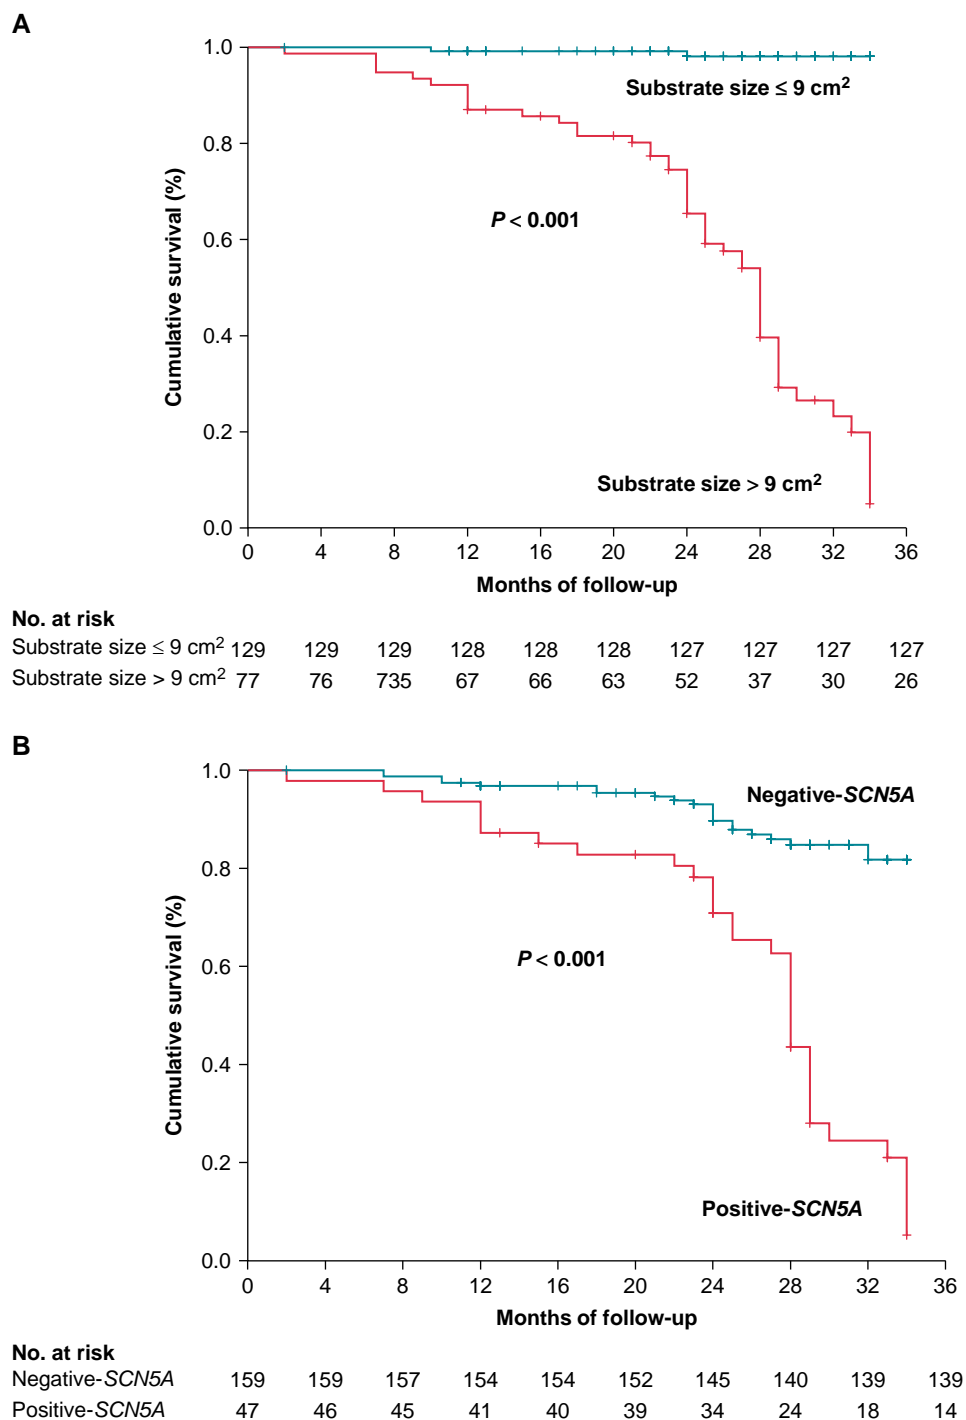 A
1.0
0.8
0.6
0.4
0.2
0.0
Cumulative survival (%)
Substrate size ≤ 9 cm²
P < 0.001
Substrate size > 9 cm²
0 4 8 12 16 20 24 28 32 36
Months of follow-up
No. at risk
Substrate size ≤ 9 cm² 129 129 129 128 128 128 127 127 127 127
Substrate size > 9 cm² 77 76 735 67 66 63 52 37 30 26
B
1.0
0.8
0.6
0.4
0.2
0.0
Cumulative survival (%)
Negative-SCN5A
P < 0.001
Positive-SCN5A
0 4 8 12 16 20 24 28 32 36
Months of follow-up
No. at risk
Negative-SCN5A 159 159 157 154 154 152 145 140 139 139
Positive-SCN5A 47 46 45 41 40 39 34 24 18 14